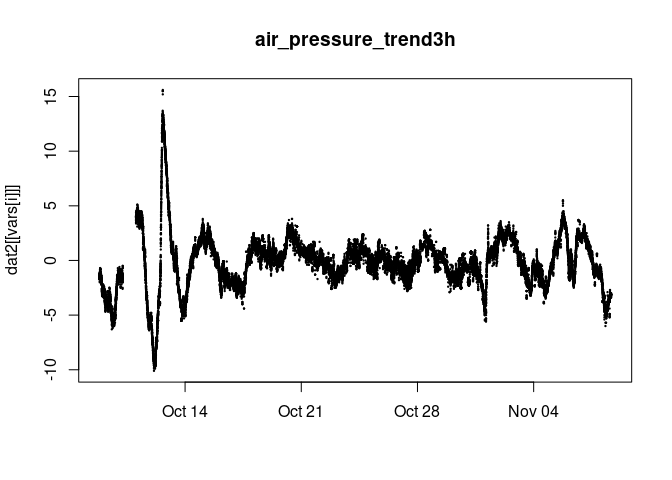 air_pressure_trend3h
dat2[[vars[i]]]
15
10
5
0
-5
-10
Oct 14
Oct 21
Oct 28
Nov 04